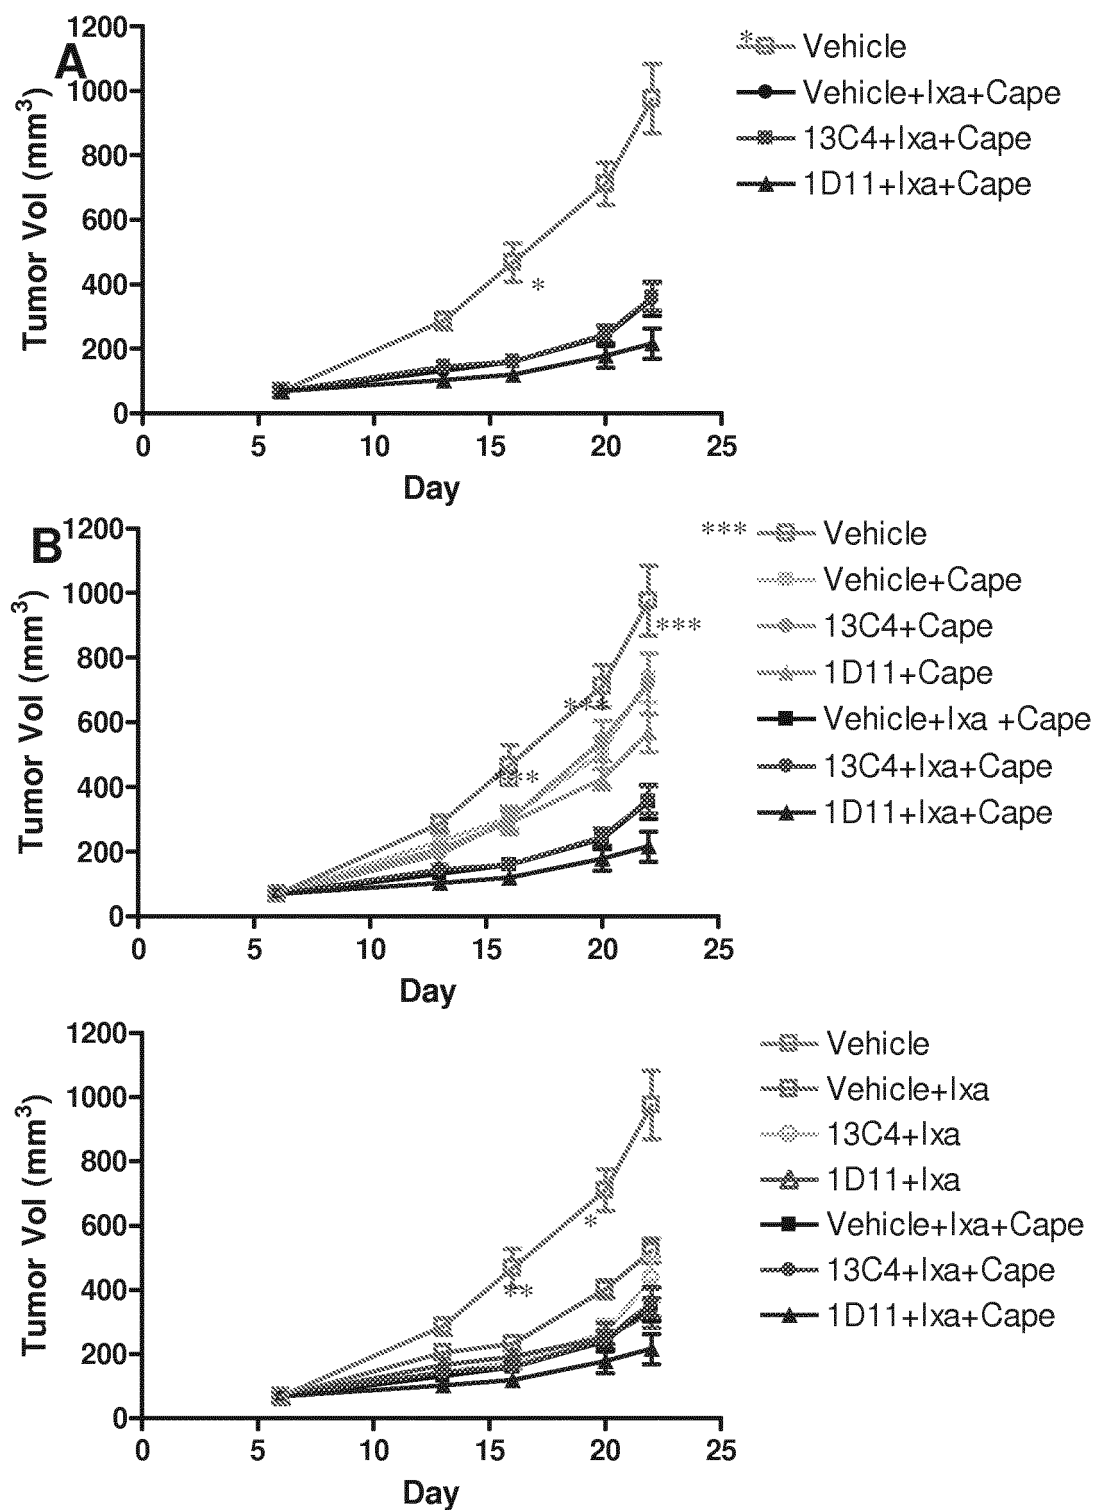 A
1200
1000
800
600
400
200
0
Tumor Vol (mm³)
0 5 10 15 20 25
Day
*
* Vehicle
Vehicle+Ixa+Cape
13C4+Ixa+Cape
1D11+Ixa+Cape
B
1200
1000
800
600
400
200
0
Tumor Vol (mm³)
0 5 10 15 20 25
Day
***
***
***
*** Vehicle
Vehicle+Cape
13C4+Cape
1D11+Cape
Vehicle+Ixa +Cape
13C4+Ixa+Cape
1D11+Ixa+Cape
1200
1000
800
600
400
200
0
Tumor Vol (mm³)
0 5 10 15 20 25
Day
*
**
Vehicle
Vehicle+Ixa
13C4+Ixa
1D11+Ixa
Vehicle+Ixa+Cape
13C4+Ixa+Cape
1D11+Ixa+Cape